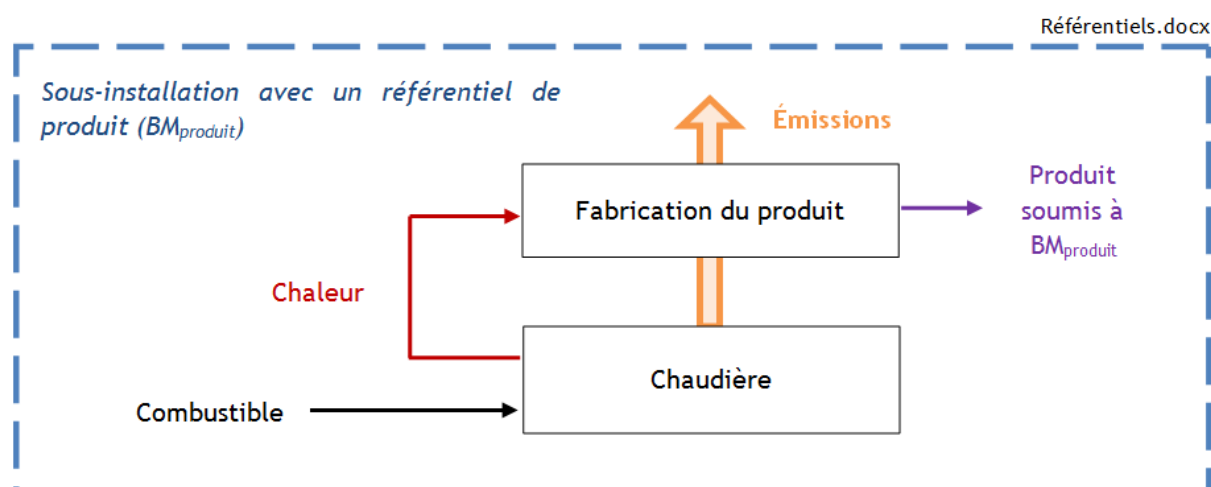 Référentiels.docx
Sous-installation avec un référentiel de
produit (BMproduit)
Émissions
Fabrication du produit
Produit
soumis à
BMproduit
Chaleur
Chaudière
Combustible